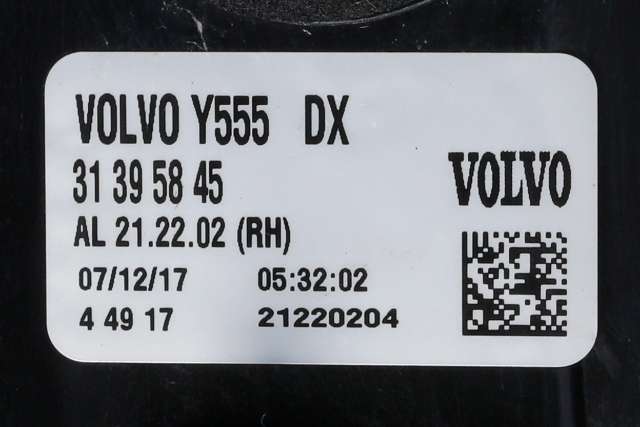 VOLVO Y555 DX
31 39 58 45
VOLVO
AL 21.22.02 (RH)
07/12/17 05:32:02
4 49 17 21220204